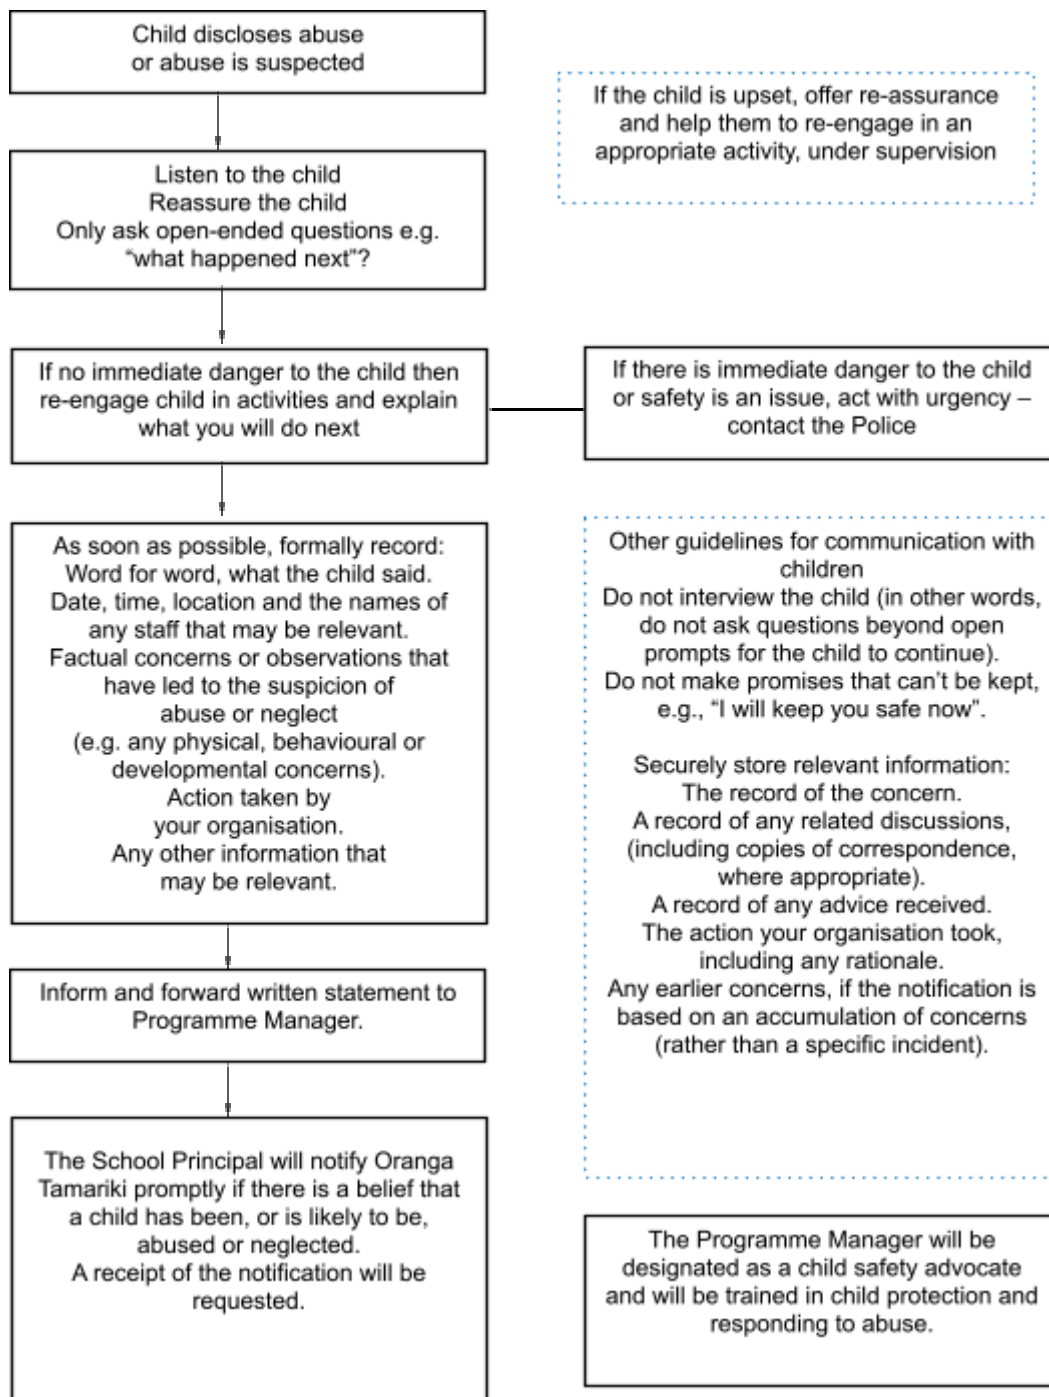 Child discloses abuse
or abuse is suspected
If the child is upset, offer re-assurance
and help them to re-engage in an
appropriate activity, under supervision
Listen to the child
Reassure the child
Only ask open-ended questions e.g.
“what happened next”?
If no immediate danger to the child then
re-engage child in activities and explain
what you will do next
If there is immediate danger to the child
or safety is an issue, act with urgency –
contact the Police
As soon as possible, formally record:
Word for word, what the child said.
Date, time, location and the names of
any staff that may be relevant.
Factual concerns or observations that
have led to the suspicion of
abuse or neglect
(e.g. any physical, behavioural or
developmental concerns).
Action taken by
your organisation.
Any other information that
may be relevant.
Other guidelines for communication with
children
Do not interview the child (in other words,
do not ask questions beyond open
prompts for the child to continue).
Do not make promises that can’t be kept,
e.g., “I will keep you safe now”.
Securely store relevant information:
The record of the concern.
A record of any related discussions,
(including copies of correspondence,
where appropriate).
A record of any advice received.
The action your organisation took,
including any rationale.
Any earlier concerns, if the notification is
based on an accumulation of concerns
(rather than a specific incident).
Inform and forward written statement to
Programme Manager.
The School Principal will notify Oranga
Tamariki promptly if there is a belief that
a child has been, or is likely to be,
abused or neglected.
A receipt of the notification will be
requested.
The Programme Manager will be
designated as a child safety advocate
and will be trained in child protection and
responding to abuse.